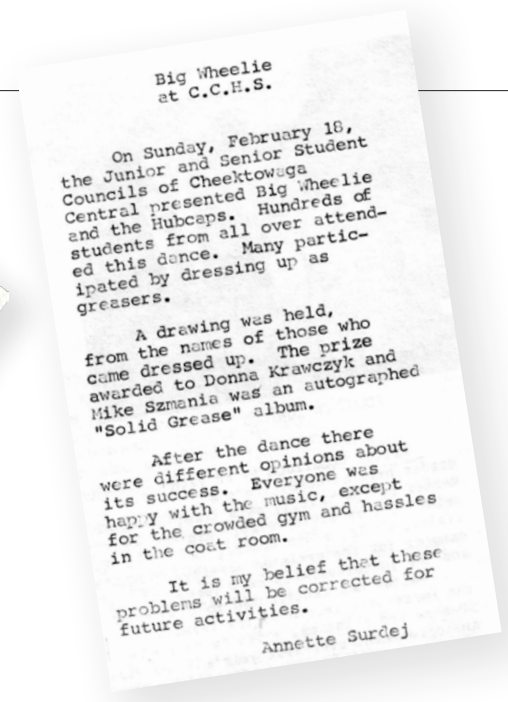 Big Wheelie
at C.C.H.S.
On Sunday, February 18,
the Junior and Senior Student
Councils of Cheektowaga
Central presented Big Wheelie
and the Hubcaps. Hundreds of
students from all over attend-
ed this dance. Many partic-
ipated by dressing up as
greasers.
A drawing was held,
from the names of those who
came dressed up. The prize
awarded to Donna Krawczyk and
Mike Szmania was an autographed
"Solid Grease" album.
After the dance there
were different opinions about
its success. Everyone was
happy with the music, except
for the crowded gym and hassles
in the coat room.
It is my belief that these
problems will be corrected for
future activities.
Annette Surdej